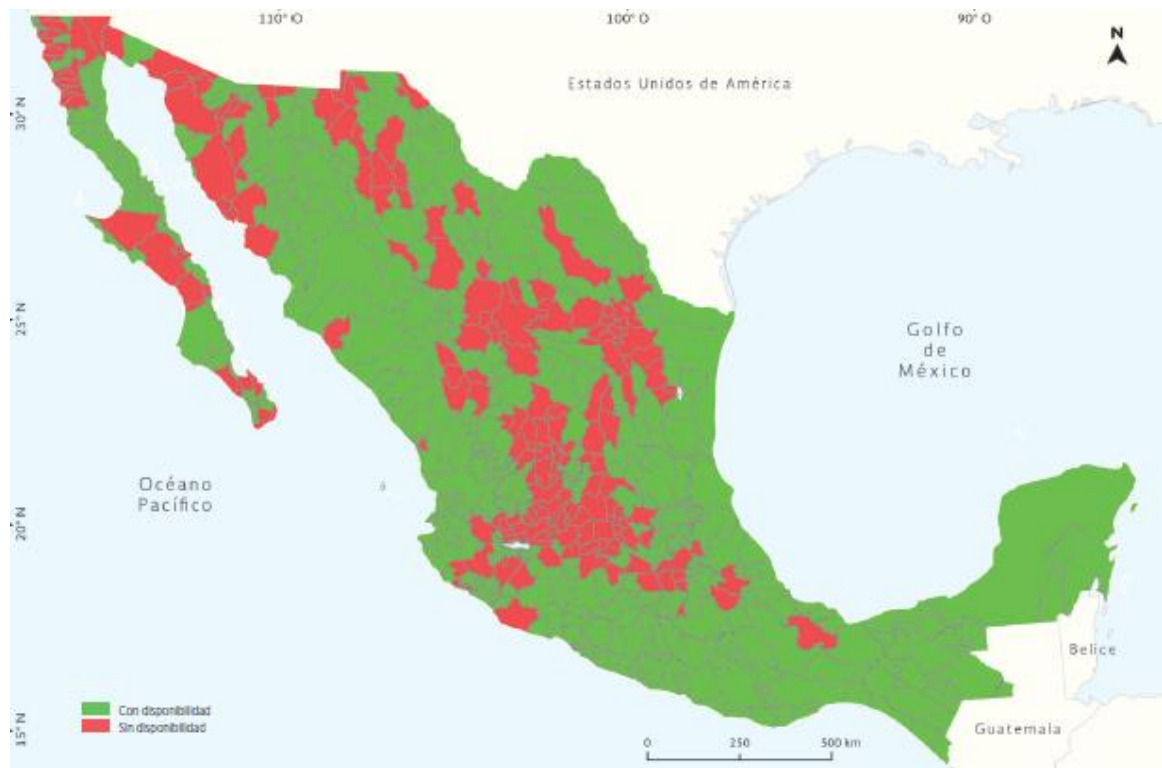 110° O
100° O
90° O
N
Estados Unidos de América
30° N
25° N
Golfo
de
México
Océano
Pacífico
20° N
Belice
Con disponibilidad
Sin disponibilidad
Guatemala
15° N
0
250
500 km